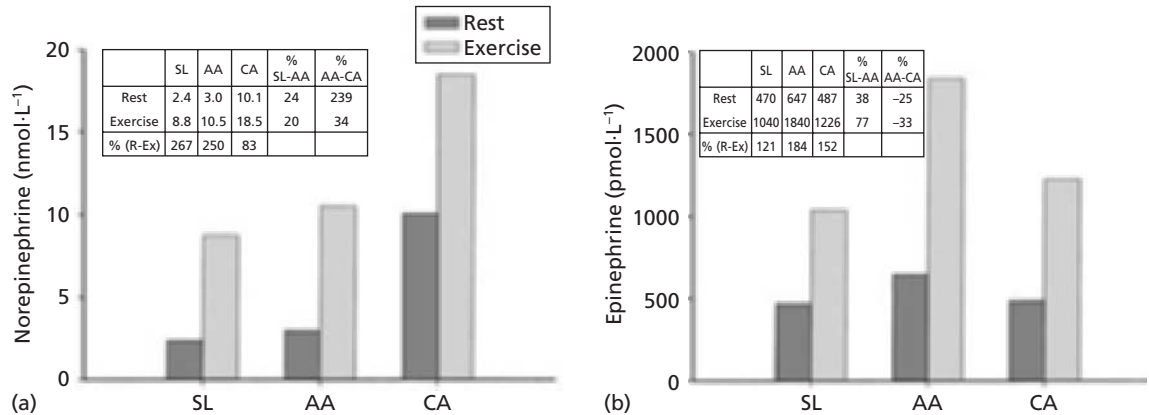 Rest
Exercise
Norepinephrine (nmol·L⁻¹)
20
15
10
5
0
SL AA CA % SL-AA % AA-CA
Rest 2.4 3.0 10.1 24 239
Exercise 8.8 10.5 18.5 20 34
% (R-Ex) 267 250 83
SL AA CA
(a)
Epinephrine (pmol·L⁻¹)
2000
1500
1000
500
0
SL AA CA % SL-AA % AA-CA
Rest 470 647 487 38 –25
Exercise 1040 1840 1226 77 –33
% (R-Ex) 121 184 152
SL AA CA
(b)